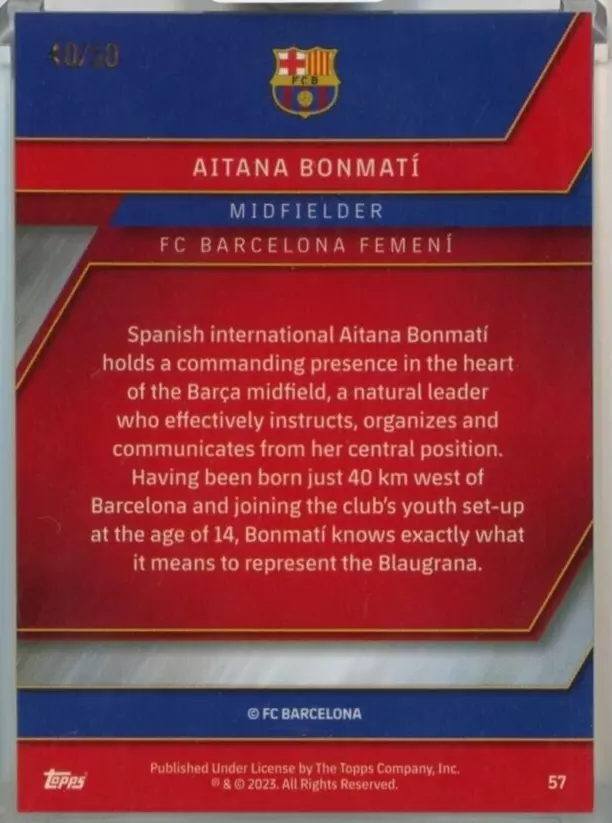 40/50
FCB
AITANA BONMATÍ
MIDFIELDER
FC BARCELONA FEMENÍ
Spanish international Aitana Bonmatí
holds a commanding presence in the heart
of the Barça midfield, a natural leader
who effectively instructs, organizes and
communicates from her central position.
Having been born just 40 km west of
Barcelona and joining the club's youth set-up
at the age of 14, Bonmatí knows exactly what
it means to represent the Blaugrana.
© FC BARCELONA
Published Under License by The Topps Company, Inc.
® & © 2023. All Rights Reserved.
Topps
57